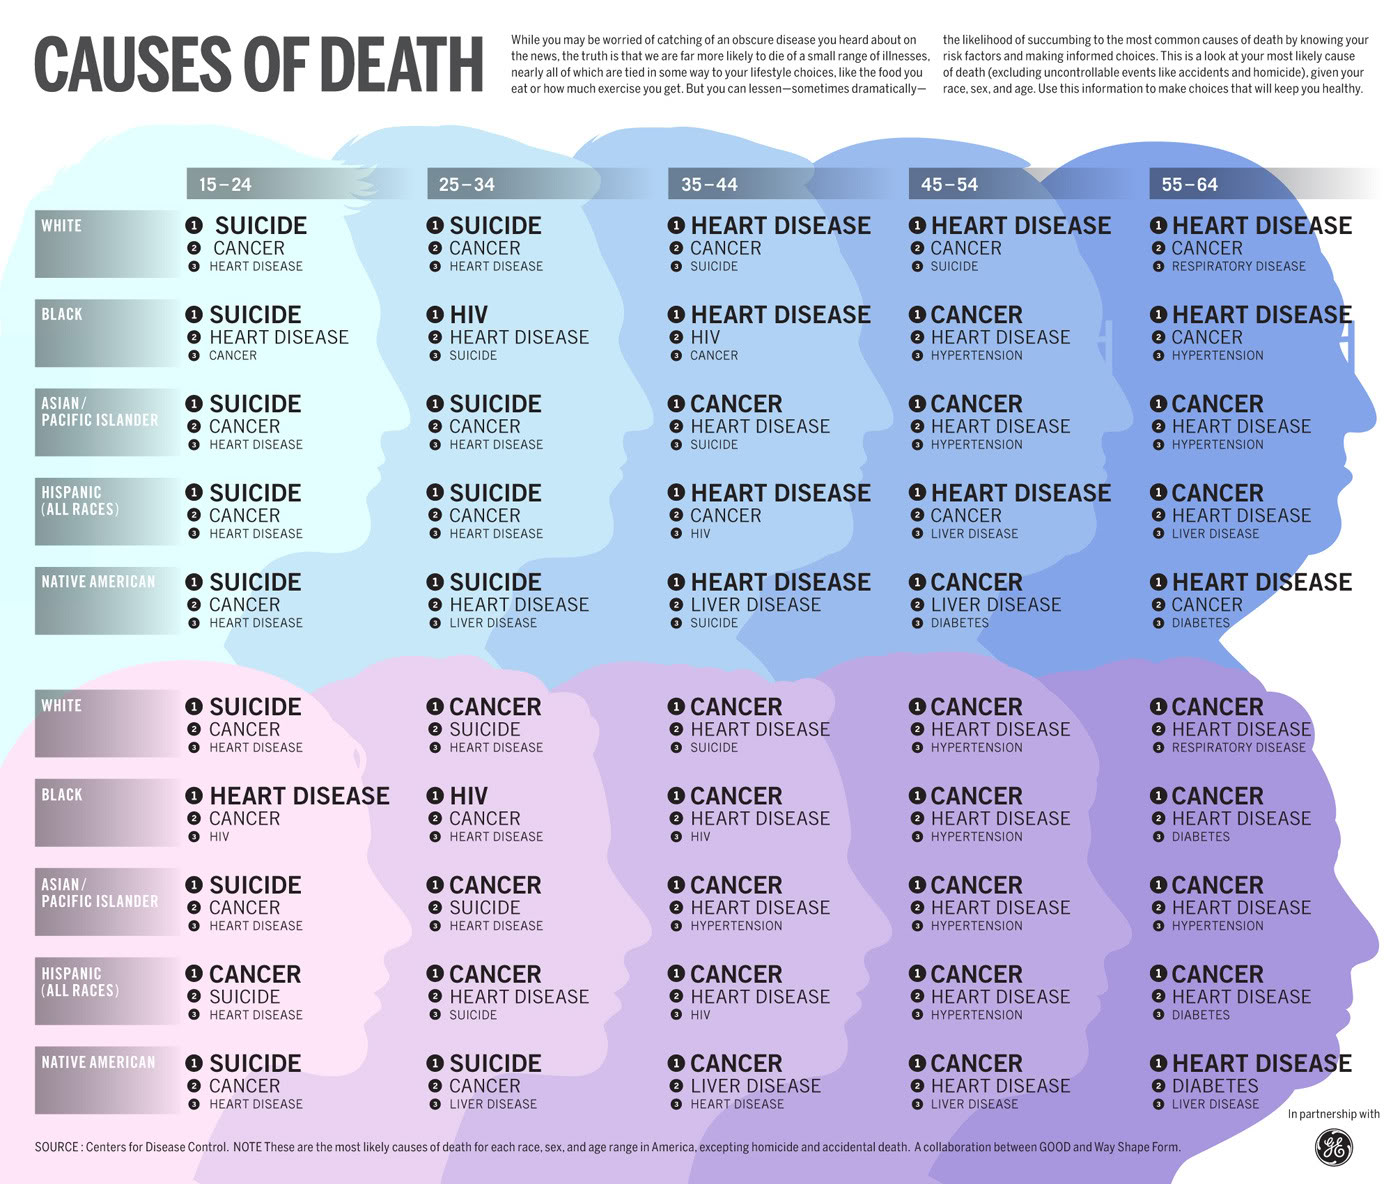 CAUSES OF DEATH
While you may be worried of catching of an obscure disease you heard about on
the news, the truth is that we are far more likely to die of a small range of illnesses,
nearly all of which are tied in some way to your lifestyle choices, like the food you
eat or how much exercise you get. But you can lessen—sometimes dramatically—
the likelihood of succumbing to the most common causes of death by knowing your
risk factors and making informed choices. This is a look at your most likely cause
of death (excluding uncontrollable events like accidents and homicide), given your
race, sex, and age. Use this information to make choices that will keep you healthy.
15–24 25–34 35–44 45–54 55–64
WHITE 1 SUICIDE 1 SUICIDE 1 HEART DISEASE 1 HEART DISEASE 1 HEART DISEASE
2 CANCER 2 CANCER 2 CANCER 2 CANCER 2 CANCER
3 HEART DISEASE 3 HEART DISEASE 3 SUICIDE 3 SUICIDE 3 RESPIRATORY DISEASE
BLACK 1 SUICIDE 1 HIV 1 HEART DISEASE 1 CANCER 1 HEART DISEASE
2 HEART DISEASE 2 HEART DISEASE 2 HIV 2 HEART DISEASE 2 CANCER
3 CANCER 3 SUICIDE 3 CANCER 3 HYPERTENSION 3 HYPERTENSION
ASIAN/ 1 SUICIDE 1 SUICIDE 1 CANCER 1 CANCER 1 CANCER
PACIFIC ISLANDER 2 CANCER 2 CANCER 2 HEART DISEASE 2 HEART DISEASE 2 HEART DISEASE
3 HEART DISEASE 3 HEART DISEASE 3 SUICIDE 3 HYPERTENSION 3 HYPERTENSION
HISPANIC 1 SUICIDE 1 SUICIDE 1 HEART DISEASE 1 HEART DISEASE 1 CANCER
(ALL RACES) 2 CANCER 2 CANCER 2 CANCER 2 CANCER 2 HEART DISEASE
3 HEART DISEASE 3 HEART DISEASE 3 HIV 3 LIVER DISEASE 3 LIVER DISEASE
NATIVE AMERICAN 1 SUICIDE 1 SUICIDE 1 HEART DISEASE 1 CANCER 1 HEART DISEASE
2 CANCER 2 HEART DISEASE 2 LIVER DISEASE 2 LIVER DISEASE 2 CANCER
3 HEART DISEASE 3 LIVER DISEASE 3 SUICIDE 3 DIABETES 3 DIABETES
WHITE 1 SUICIDE 1 CANCER 1 CANCER 1 CANCER 1 CANCER
2 CANCER 2 SUICIDE 2 HEART DISEASE 2 HEART DISEASE 2 HEART DISEASE
3 HEART DISEASE 3 HEART DISEASE 3 SUICIDE 3 HYPERTENSION 3 RESPIRATORY DISEASE
BLACK 1 HEART DISEASE 1 HIV 1 CANCER 1 CANCER 1 CANCER
2 CANCER 2 CANCER 2 HEART DISEASE 2 HEART DISEASE 2 HEART DISEASE
3 HIV 3 HEART DISEASE 3 HIV 3 HYPERTENSION 3 DIABETES
ASIAN/ 1 SUICIDE 1 CANCER 1 CANCER 1 CANCER 1 CANCER
PACIFIC ISLANDER 2 CANCER 2 SUICIDE 2 HEART DISEASE 2 HEART DISEASE 2 HEART DISEASE
3 HEART DISEASE 3 HEART DISEASE 3 HYPERTENSION 3 HYPERTENSION 3 HYPERTENSION
HISPANIC 1 CANCER 1 CANCER 1 CANCER 1 CANCER 1 CANCER
(ALL RACES) 2 SUICIDE 2 HEART DISEASE 2 HEART DISEASE 2 HEART DISEASE 2 HEART DISEASE
3 HEART DISEASE 3 SUICIDE 3 HIV 3 HYPERTENSION 3 DIABETES
NATIVE AMERICAN 1 SUICIDE 1 SUICIDE 1 CANCER 1 CANCER 1 HEART DISEASE
2 CANCER 2 CANCER 2 LIVER DISEASE 2 HEART DISEASE 2 DIABETES
3 HEART DISEASE 3 LIVER DISEASE 3 HEART DISEASE 3 LIVER DISEASE 3 LIVER DISEASE
In partnership with
GE
SOURCE : Centers for Disease Control. NOTE These are the most likely causes of death for each race, sex, and age range in America, excepting homicide and accidental death. A collaboration between GOOD and Way Shape Form.